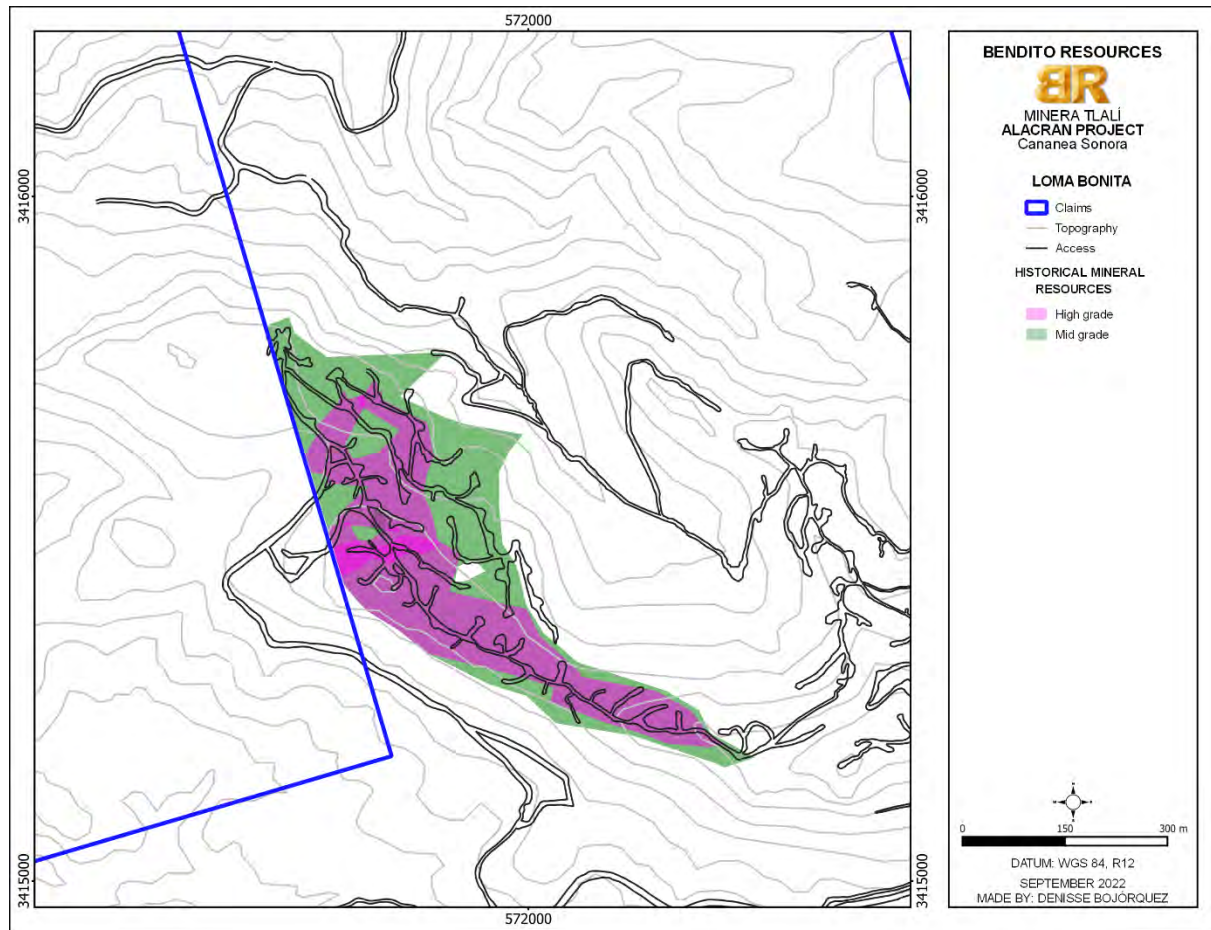 572000
3416000
3416000
3415000
3415000
572000
BENDITO RESOURCES
BR
MINERA TLALÍ
ALACRAN PROJECT
Cananea Sonora
LOMA BONITA
Claims
Topography
Access
HISTORICAL MINERAL
RESOURCES
High grade
Mid grade
0 150 300 m
DATUM: WGS 84, R12
SEPTEMBER 2022
MADE BY: DENISSE BOJÓRQUEZ